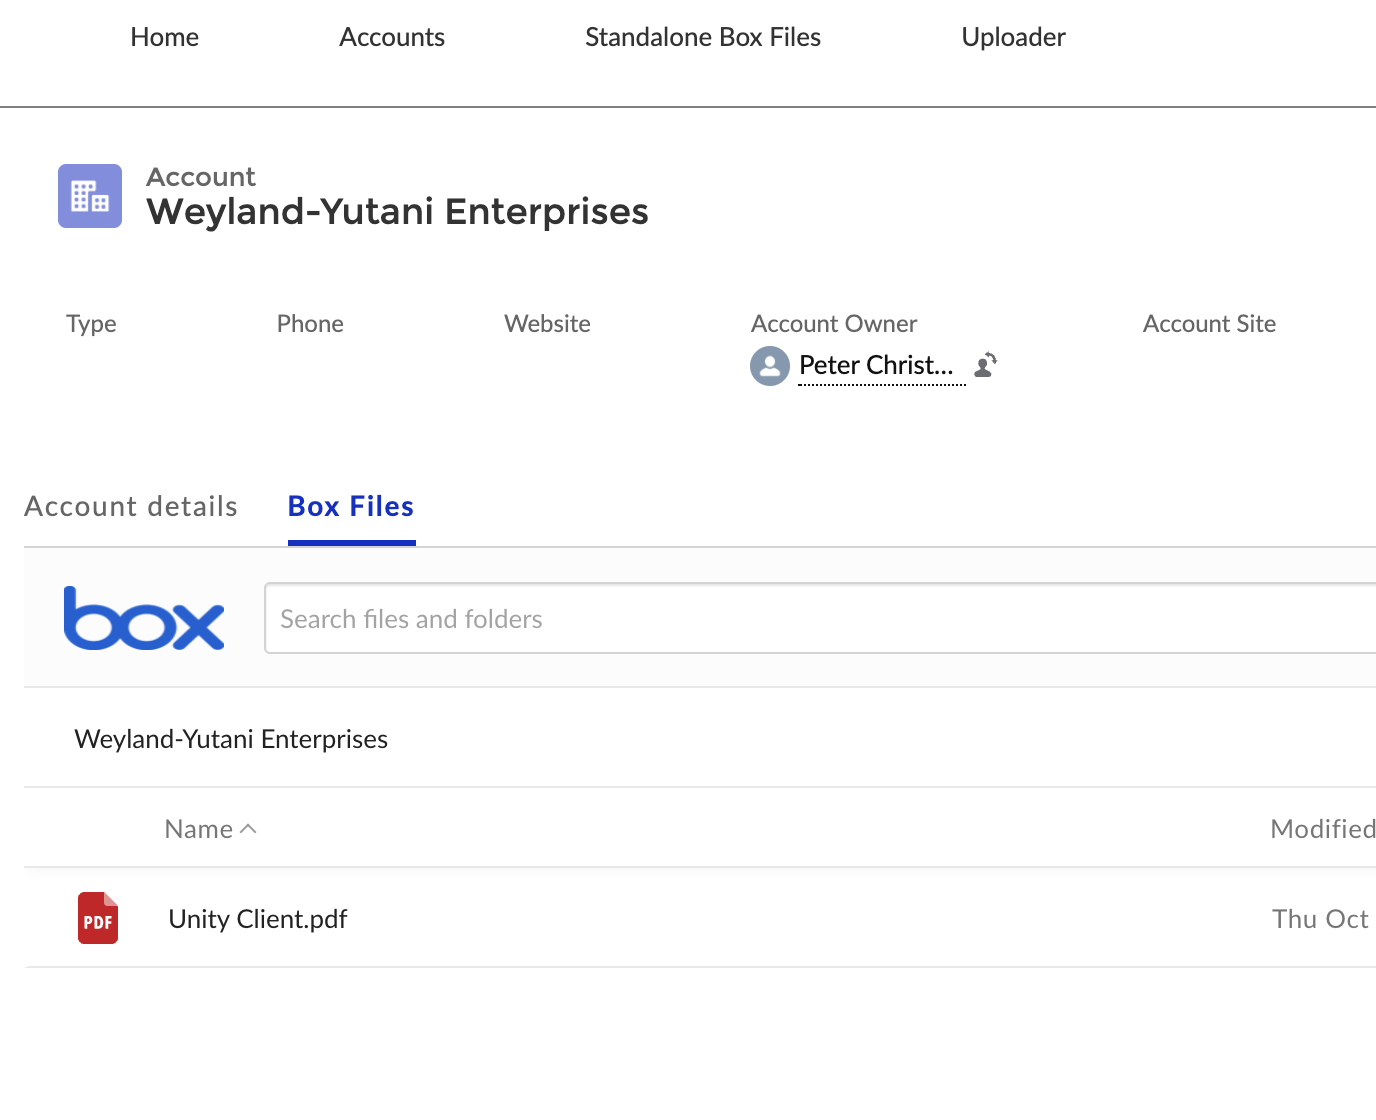 Home Accounts Standalone Box Files Uploader
Account
Weyland-Yutani Enterprises
Type Phone Website Account Owner Account Site
Peter Christ...
Account details Box Files
box Search files and folders
Weyland-Yutani Enterprises
Name Modified
PDF Unity Client.pdf Thu Oct